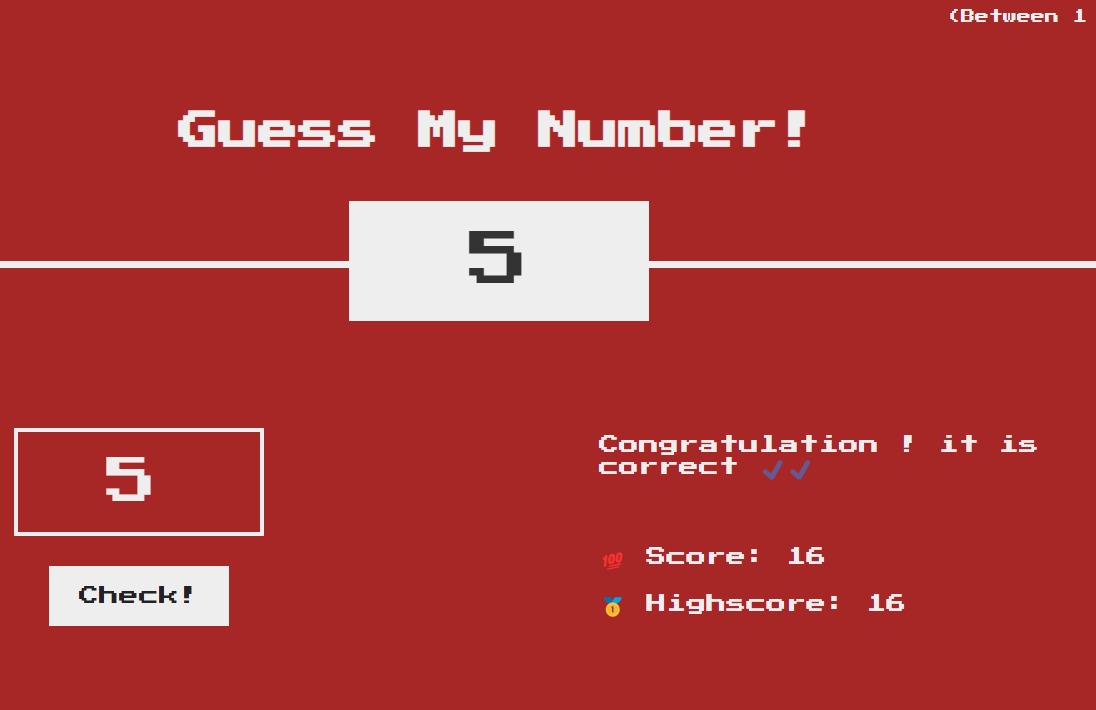 (Between 1
Guess My Number!
5
5
Check!
Congratulation ! it is
correct ✔✔
💯 Score: 16
🥇 Highscore: 16